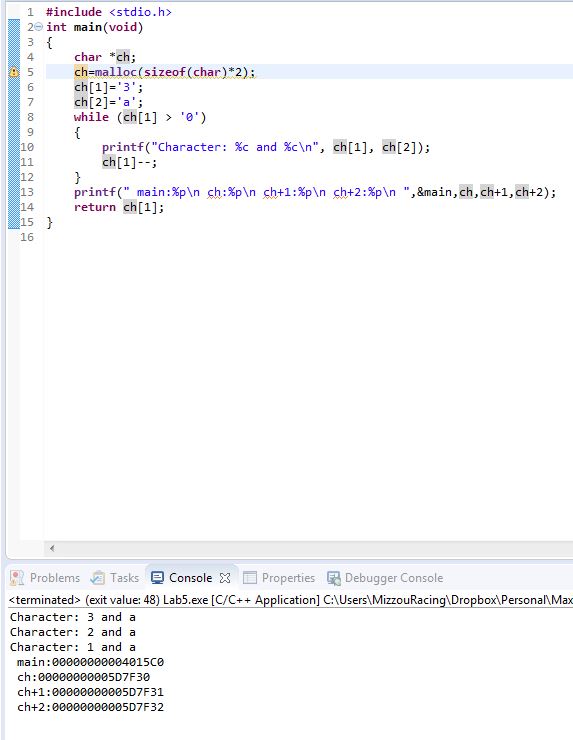 1 #include <stdio.h>
2 int main(void)
3 {
4 char *ch;
5 ch=malloc(sizeof(char)*2);
6 ch[1]='3';
7 ch[2]='a';
8 while (ch[1] > '0')
9 {
10 printf("Character: %c and %c\n", ch[1], ch[2]);
11 ch[1]--;
12 }
13 printf(" main:%p\n ch:%p\n ch+1:%p\n ch+2:%p\n ",&main,ch,ch+1,ch+2);
14 return ch[1];
15 }
16
Problems Tasks Console Properties Debugger Console
<terminated> (exit value: 48) Lab5.exe [C/C++ Application] C:\Users\MizzouRacing\Dropbox\Personal\Max
Character: 3 and a
Character: 2 and a
Character: 1 and a
main:00000000004015C0
ch:00000000005D7F30
ch+1:00000000005D7F31
ch+2:00000000005D7F32